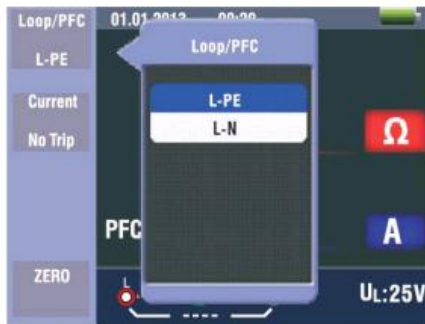 Loop/PFC
L-PE
Current
No Trip
ZERO
01.01.2013
Loop/PFC
L-PE
L-N
Ω
PFC
A
L
----
UL:25V